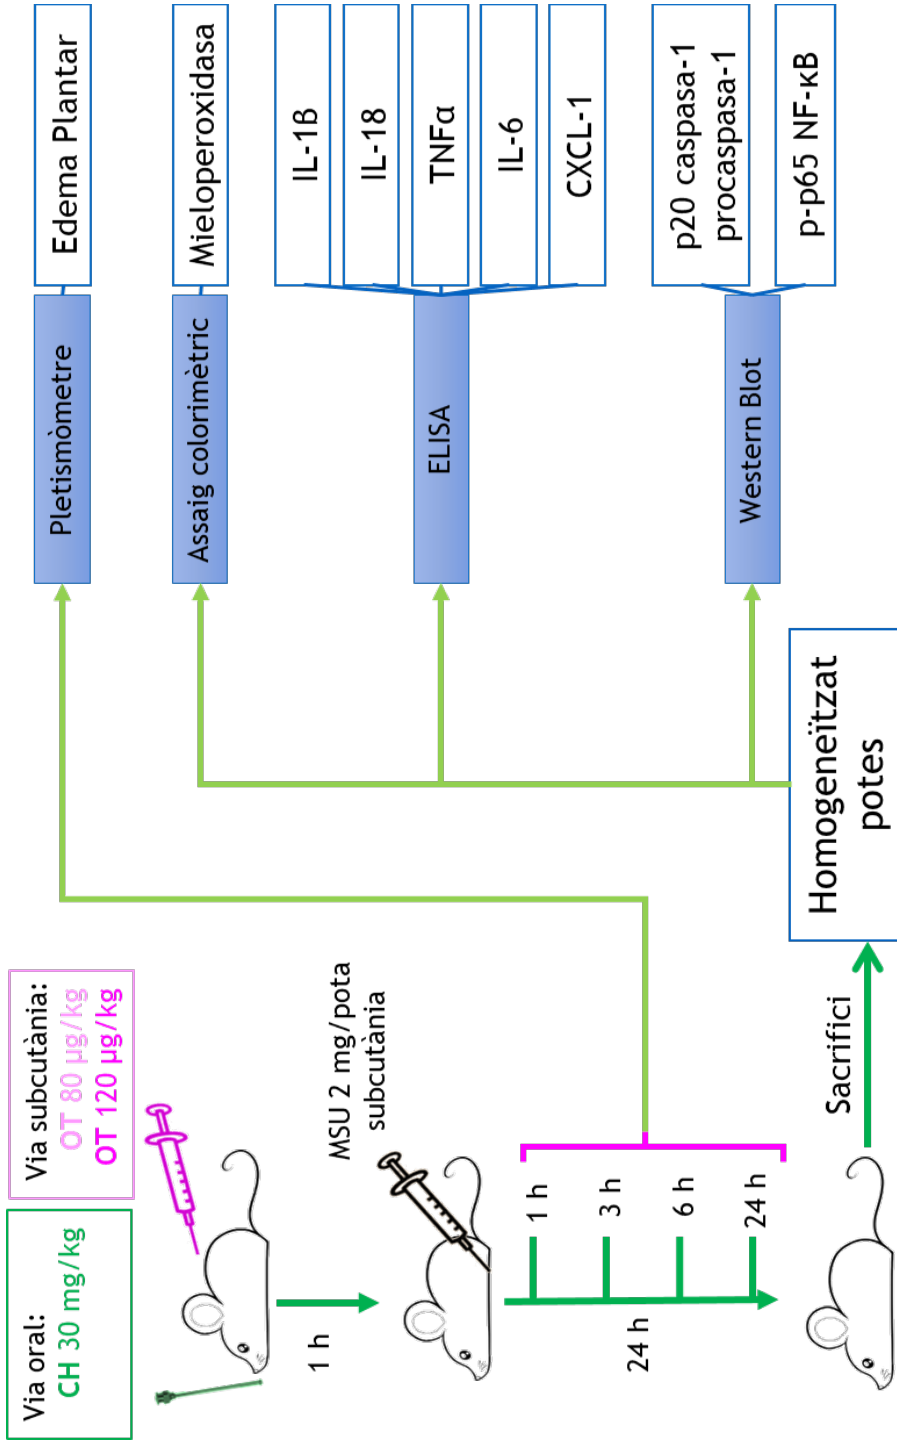 Via oral:
CH 30 mg/kg
Via subcutània:
OT 80 µg/kg
OT 120 µg/kg
1 h
MSU 2 mg/pota
subcutània
24 h
1 h
3 h
6 h
24 h
Sacrifici
Homogeneïtzat
potes
Pletismòmetre
Edema Plantar
Assaig colorimètric
Mieloperoxidasa
ELISA
IL-1ß
IL-18
TNFα
IL-6
CXCL-1
Western Blot
p20 caspasa-1
procaspasa-1
p-p65 NF-κB